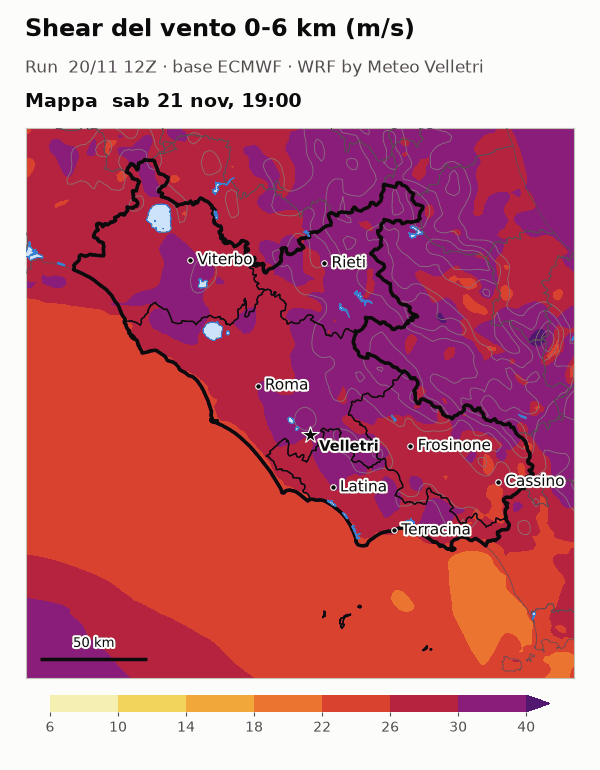 Shear del vento 0-6 km (m/s)
Run  20/11 12Z · base ECMWF · WRF by Meteo Velletri
Mappa  sab 21 nov, 19:00
Viterbo
Rieti
Roma
Velletri
Frosinone
Cassino
Latina
Terracina
50 km
6 10 14 18 22 26 30 40